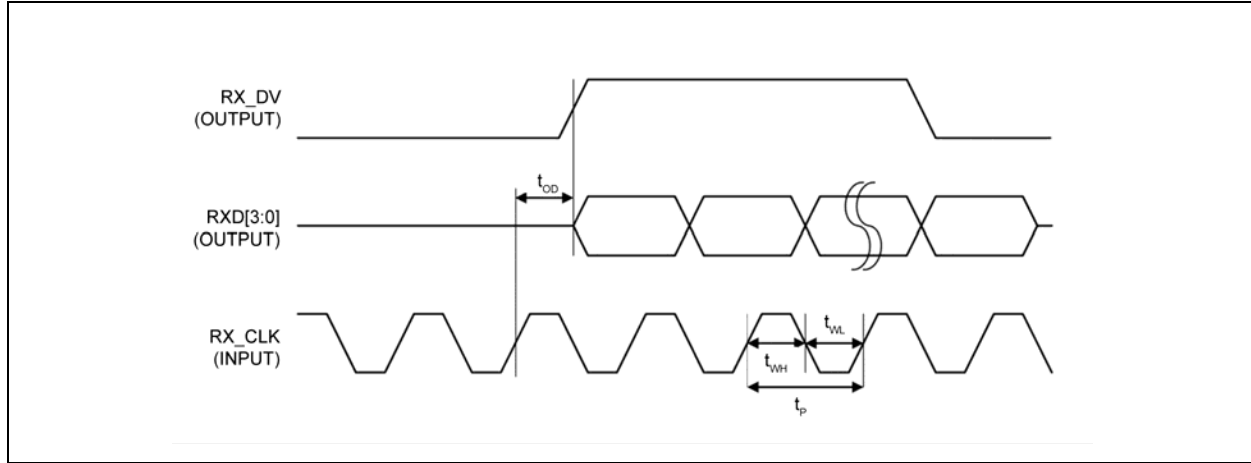 RX_DV
(OUTPUT)
tOD
RXD[3:0]
(OUTPUT)
RX_CLK
(INPUT)
tWL
tWH
tP